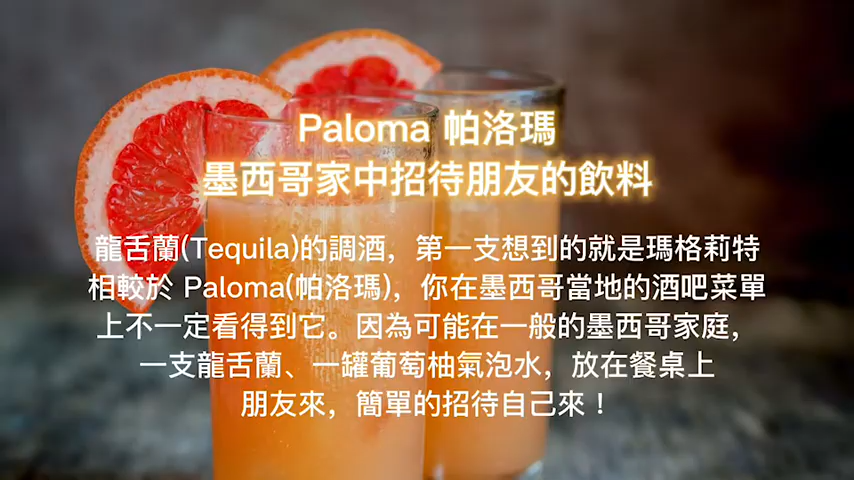 Paloma 帕洛瑪
墨西哥家中招待朋友的飲料
龍舌蘭(Tequila)的調酒，第一支想到的就是瑪格莉特
相較於 Paloma(帕洛瑪)，你在墨西哥當地的酒吧菜單
上不一定看得到它。因為可能在一般的墨西哥家庭，
一支龍舌蘭、一罐葡萄柚氣泡水，放在餐桌上
朋友來，簡單的招待自己來！